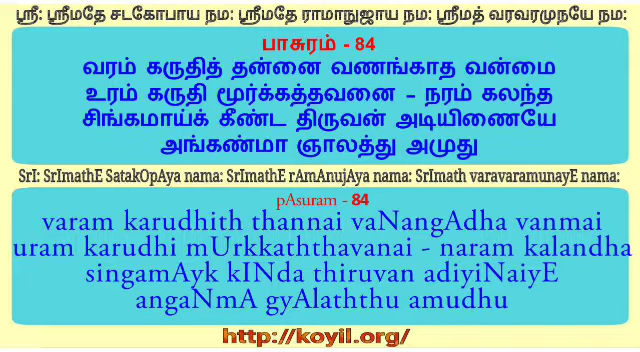 ஸ்ரீ: ஸ்ரீமதே சடகோபாய நம: ஸ்ரீமதே ராமாநுஜாய நம: ஸ்ரீமத் வரவரமுநயே நம:
பாசுரம் - 84
வரம் கருதித் தன்னை வணங்காத வன்மை
உரம் கருதி மூர்க்கத்தவனை – நரம் கலந்த
சிங்கமாய்க் கீண்ட திருவன் அடியிணையே
அங்கண்மா ஞாலத்து அமுது
SrI: SrImathE SatakOpAya nama: SrImathE rAmAnujAya nama: SrImath varavaramunayE nama:
pAsuram - 84
varam karudhith thannai vaNangAdha vanmai
uram karudhi mUrkkaththavanai - naram kalandha
singamAyk kINda thiruvan adiyiNaiyE
angaNmA gyAlaththu amudhu
http://koyil.org/